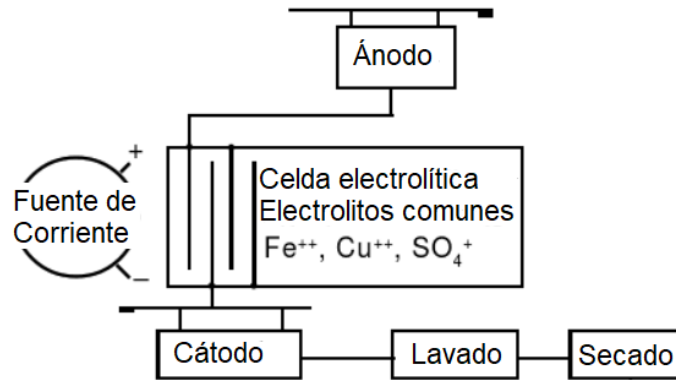 Ánodo
+
Fuente de
Corriente
−
Celda electrolítica
Electrolitos comunes
Fe⁺⁺, Cu⁺⁺, SO₄⁺
Cátodo
Lavado
Secado